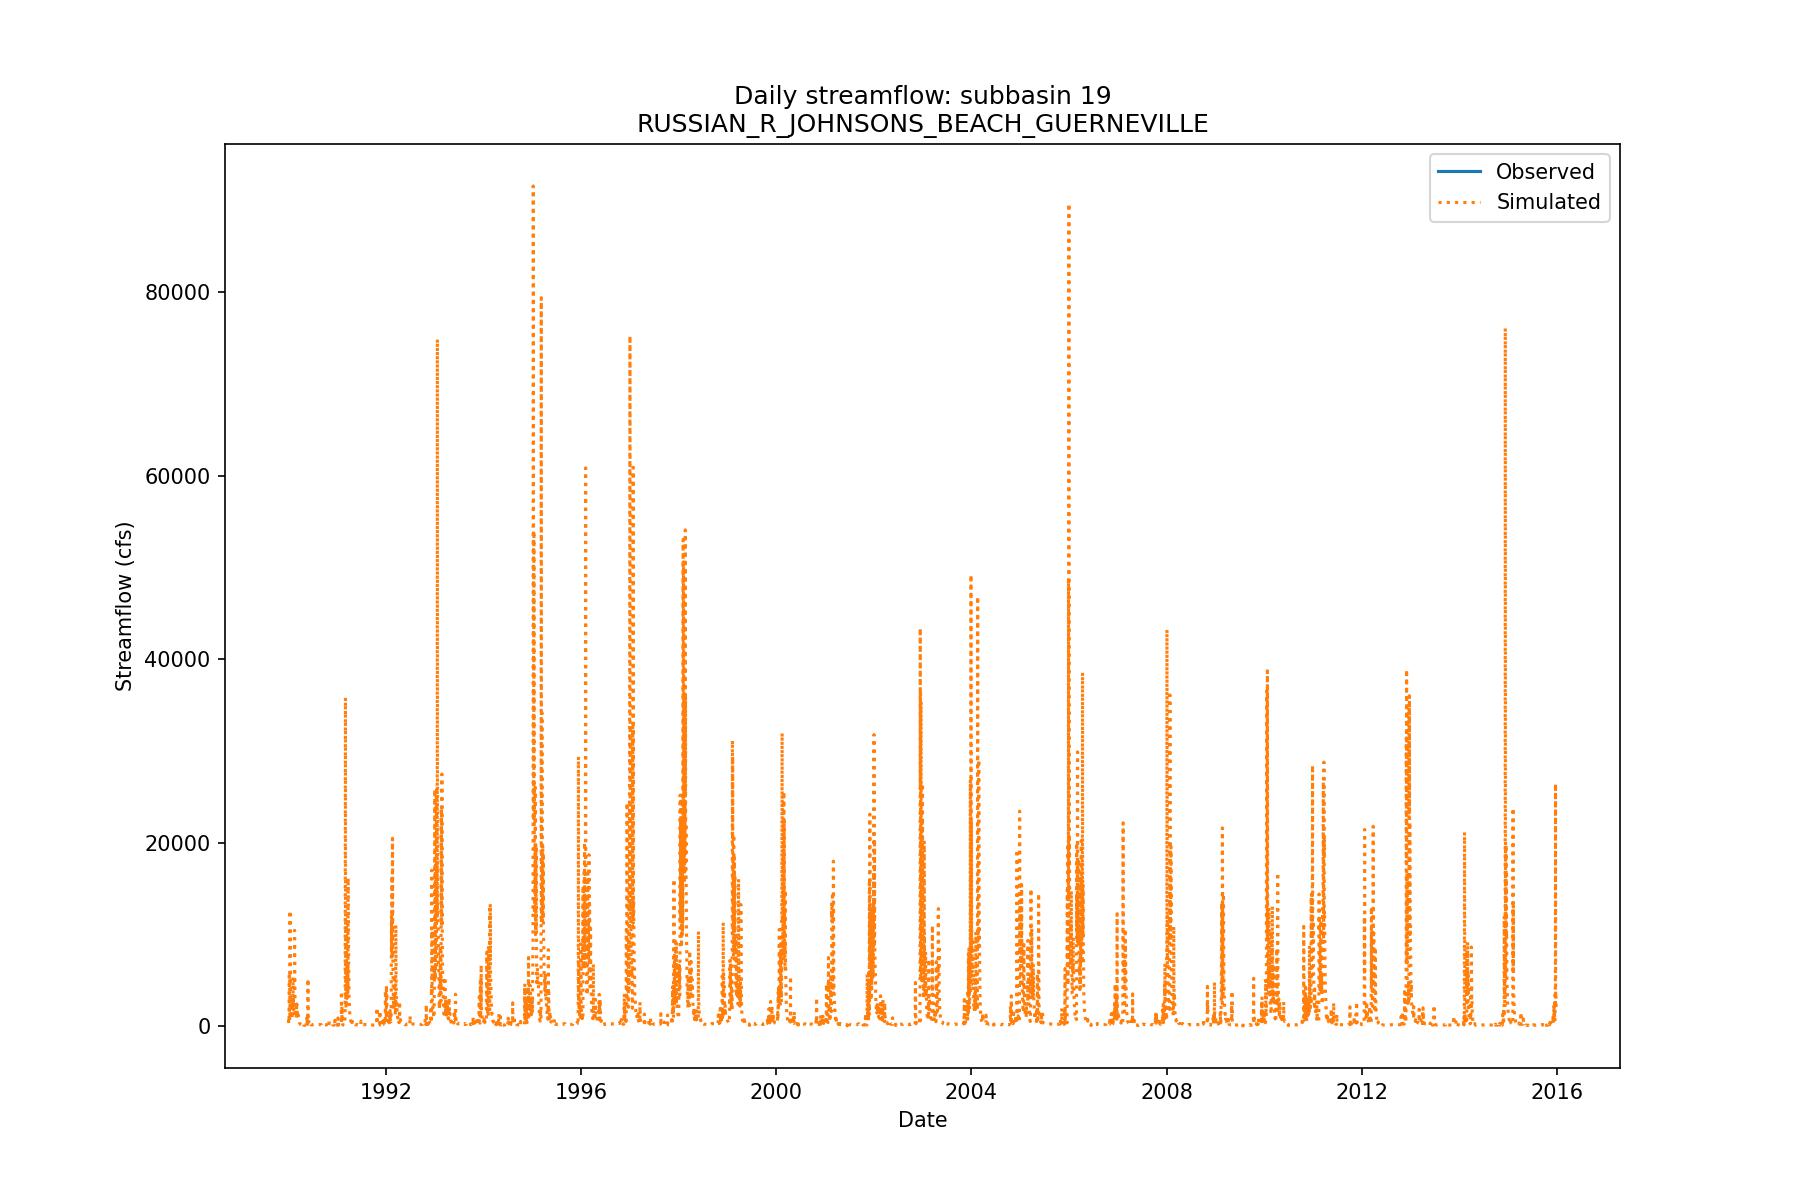 Daily streamflow: subbasin 19
RUSSIAN_R_JOHNSONS_BEACH_GUERNEVILLE
Observed
Simulated
80000
60000
40000
20000
0
Streamflow (cfs)
1992
1996
2000
2004
2008
2012
2016
Date